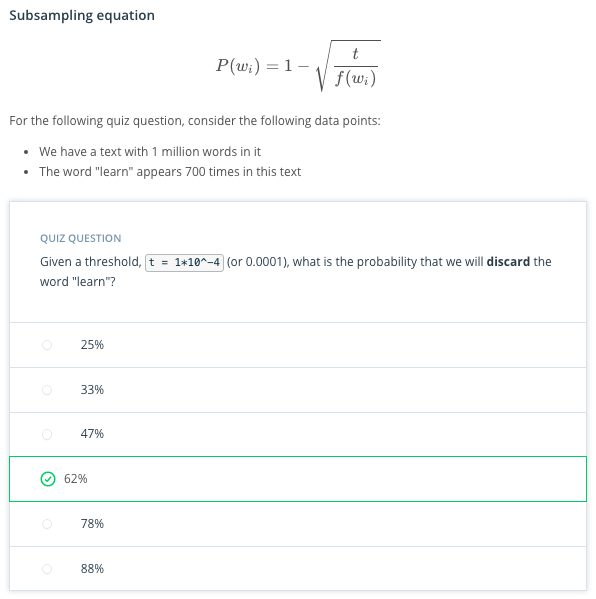 Subsampling equation
P(w_i) = 1 − √(t / f(w_i))
For the following quiz question, consider the following data points:
• We have a text with 1 million words in it
• The word "learn" appears 700 times in this text
QUIZ QUESTION
Given a threshold, t = 1*10^-4 (or 0.0001), what is the probability that we will discard the
word "learn"?
25%
33%
47%
62%
78%
88%